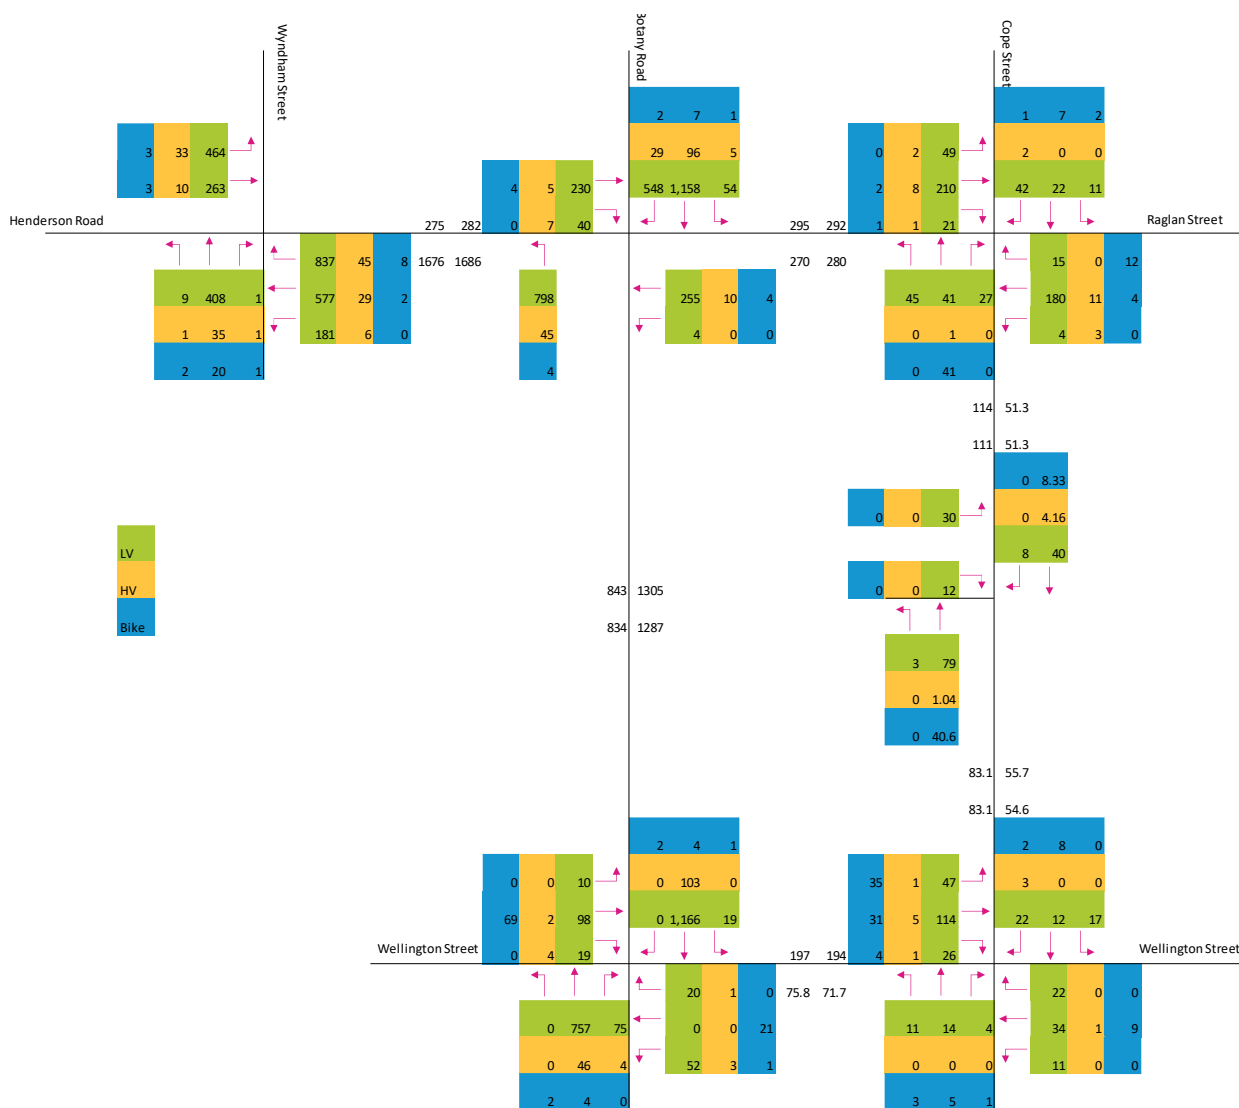 Wyndham Street
Botany Road
Cope Street
2 7 1
1 7 2
3 33 464
29 96 5
0 2 49
2 0 0
3 10 263
4 5 230
548 1,158 54
2 8 210
42 22 11
Henderson Road
275 282
0 7 40
295 292
1 1 21
Raglan Street
837 45 8
1676 1686
270 280
15 0 12
9 408 1
577 29 2
798
255 10 4
45 41 27
180 11 4
1 35 1
181 6 0
45
4 0 0
0 1 0
4 3 0
2 20 1
4
0 41 0
114 51.3
111 51.3
0 8.33
0 0 30
0 4.16
LV
8 40
HV
843 1305
0 0 12
Bike
834 1287
3 79
0 1.04
0 40.6
83.1 55.7
83.1 54.6
2 4 1
2 8 0
0 0 10
0 103 0
35 1 47
3 0 0
69 2 98
0 1,166 19
31 5 114
22 12 17
Wellington Street
0 4 19
197 194
4 1 26
Wellington Street
20 1 0
75.8 71.7
22 0 0
0 757 75
0 0 21
11 14 4
34 1 9
0 46 4
52 3 1
0 0 0
11 0 0
2 4 0
3 5 1